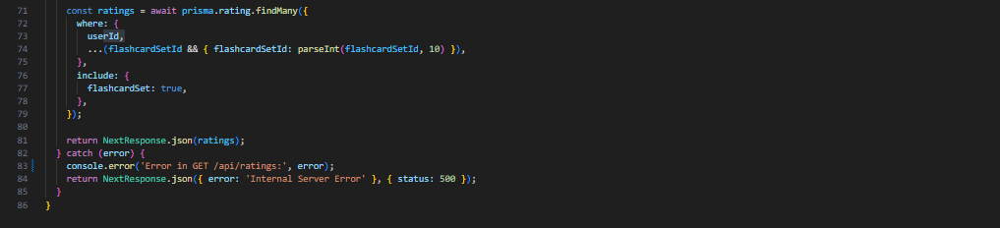 71 const ratings = await prisma.rating.findMany({
72 where: {
73 userId,
74 ...(flashcardSetId && { flashcardSetId: parseInt(flashcardSetId, 10) }),
75 },
76 include: {
77 flashcardSet: true,
78 },
79 });
80
81 return NextResponse.json(ratings);
82 } catch (error) {
83 console.error('Error in GET /api/ratings:', error);
84 return NextResponse.json({ error: 'Internal Server Error' }, { status: 500 });
85 }
86 }